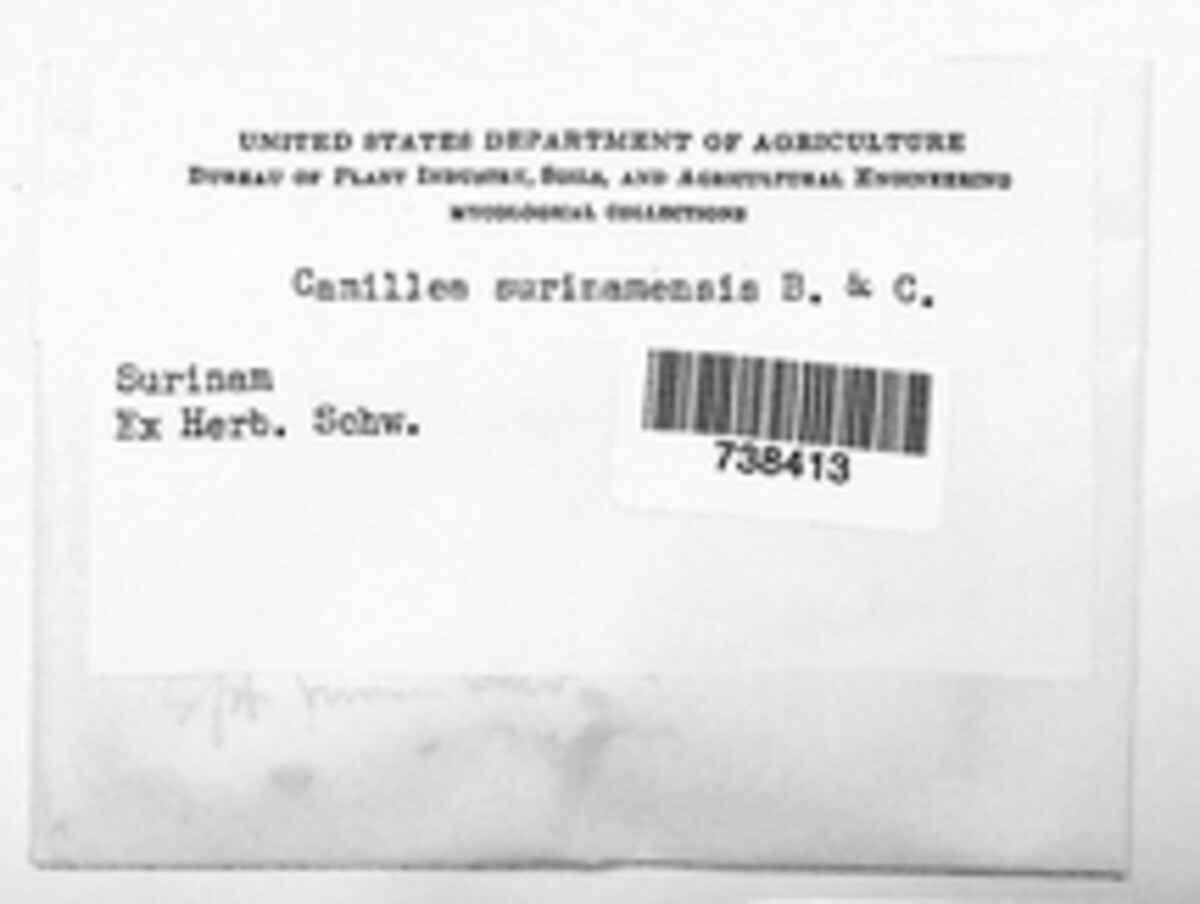 UNITED STATES DEPARTMENT OF AGRICULTURE
BUREAU OF PLANT INDUSTRY, SOILS, AND AGRICULTURAL ENGINEERING
MYCOLOGICAL COLLECTIONS
Camillea surinamensis B. & C.
Surinam
Ex Herb. Schw.
738413